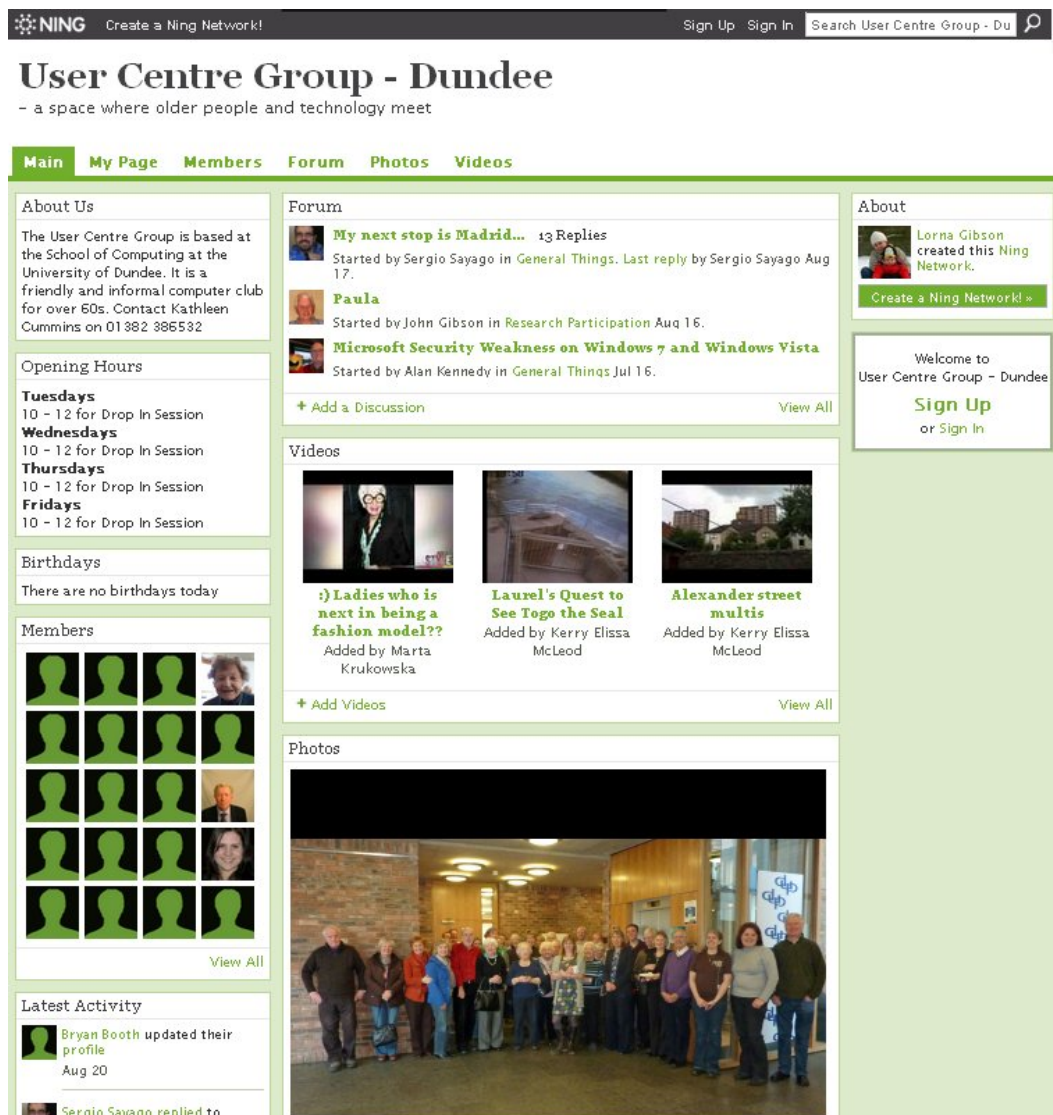 NING Create a Ning Network! Sign Up Sign In Search User Centre Group - Du
User Centre Group - Dundee
- a space where older people and technology meet
Main My Page Members Forum Photos Videos
About Us
The User Centre Group is based at
the School of Computing at the
University of Dundee. It is a
friendly and informal computer club
for over 60s. Contact Kathleen
Cummins on 01382 386532
Opening Hours
Tuesdays
10 - 12 for Drop In Session
Wednesdays
10 - 12 for Drop In Session
Thursdays
10 - 12 for Drop In Session
Fridays
10 - 12 for Drop In Session
Birthdays
There are no birthdays today
Members
View All
Latest Activity
Bryan Booth updated their
profile
Aug 20
Sergio Sayago replied to
Forum
My next stop is Madrid... 13 Replies
Started by Sergio Sayago in General Things. Last reply by Sergio Sayago Aug
17.
Paula
Started by John Gibson in Research Participation Aug 16.
Microsoft Security Weakness on Windows 7 and Windows Vista
Started by Alan Kennedy in General Things Jul 16.
+ Add a Discussion View All
Videos
STYLE
:) Ladies who is
next in being a
fashion model??
Added by Marta
Krukowska
Laurel's Quest to
See Togo the Seal
Added by Kerry Elissa
McLeod
Alexander street
multis
Added by Kerry Elissa
McLeod
+ Add Videos View All
Photos
About
Lorna Gibson
created this Ning
Network.
Create a Ning Network! »
Welcome to
User Centre Group - Dundee
Sign Up
or Sign In